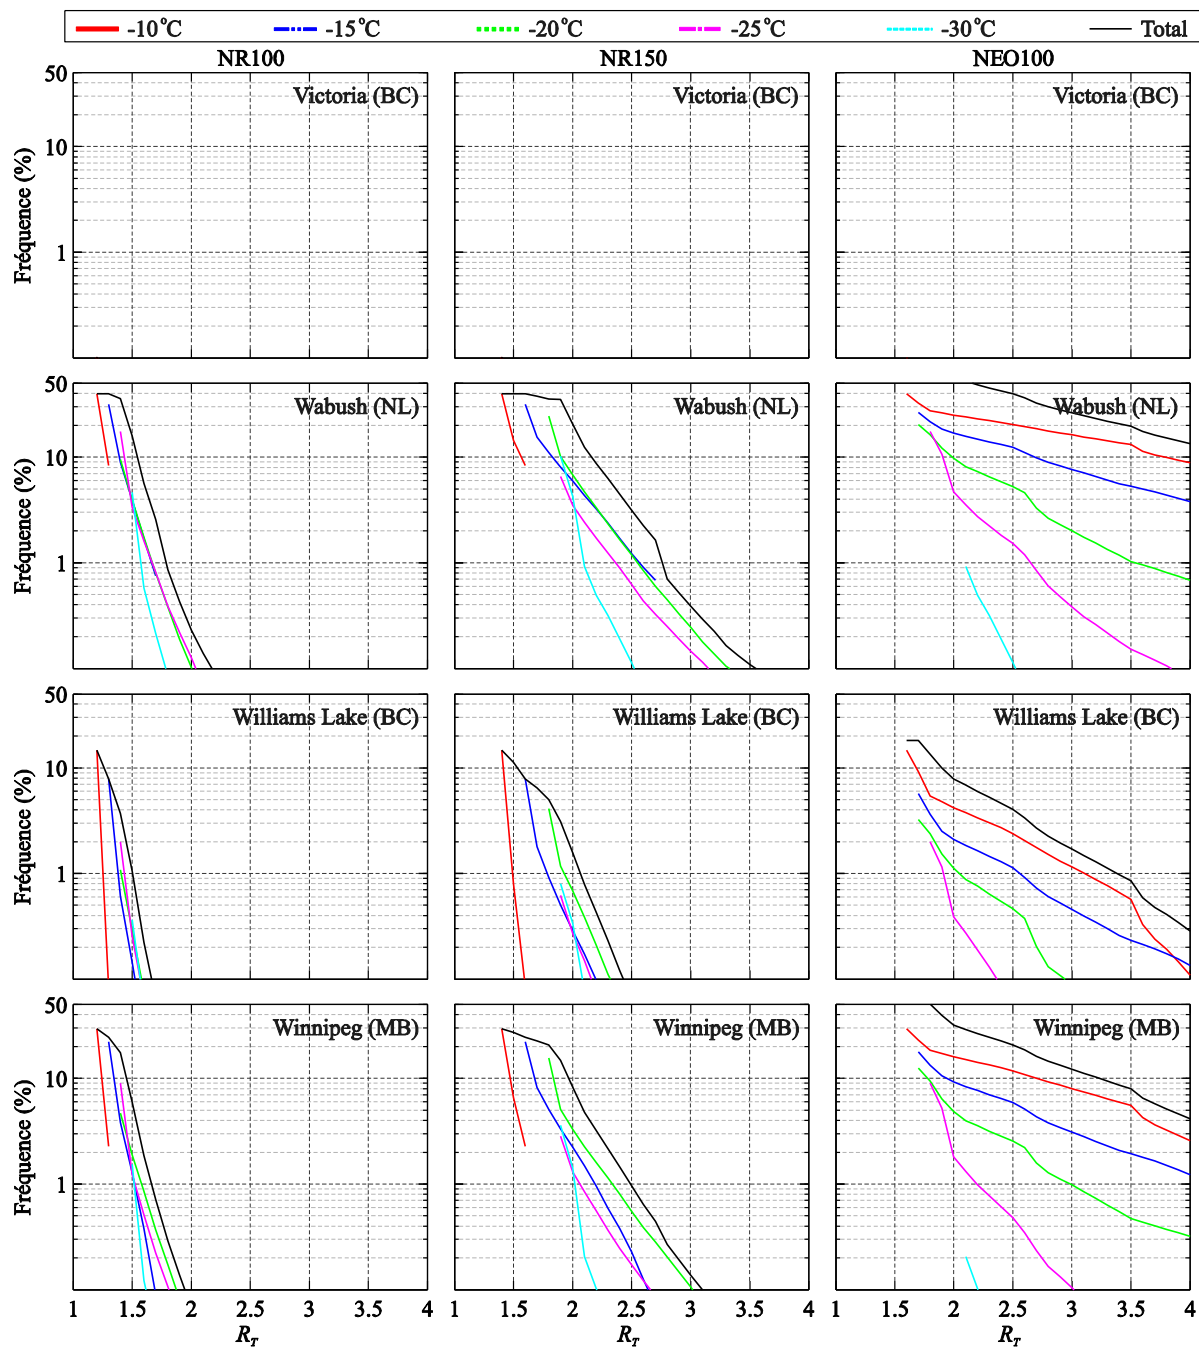 -10°C -15°C -20°C -25°C -30°C Total
NR100 NR150 NEO100
50 Victoria (BC) Victoria (BC) Victoria (BC)
10
Fréquence (%)
1
50 Wabush (NL) Wabush (NL) Wabush (NL)
10
Fréquence (%)
1
50 Williams Lake (BC) Williams Lake (BC) Williams Lake (BC)
10
Fréquence (%)
1
50 Winnipeg (MB) Winnipeg (MB) Winnipeg (MB)
10
Fréquence (%)
1
1 1.5 2 2.5 3 3.5 4 1 1.5 2 2.5 3 3.5 4 1 1.5 2 2.5 3 3.5 4
R_T R_T R_T